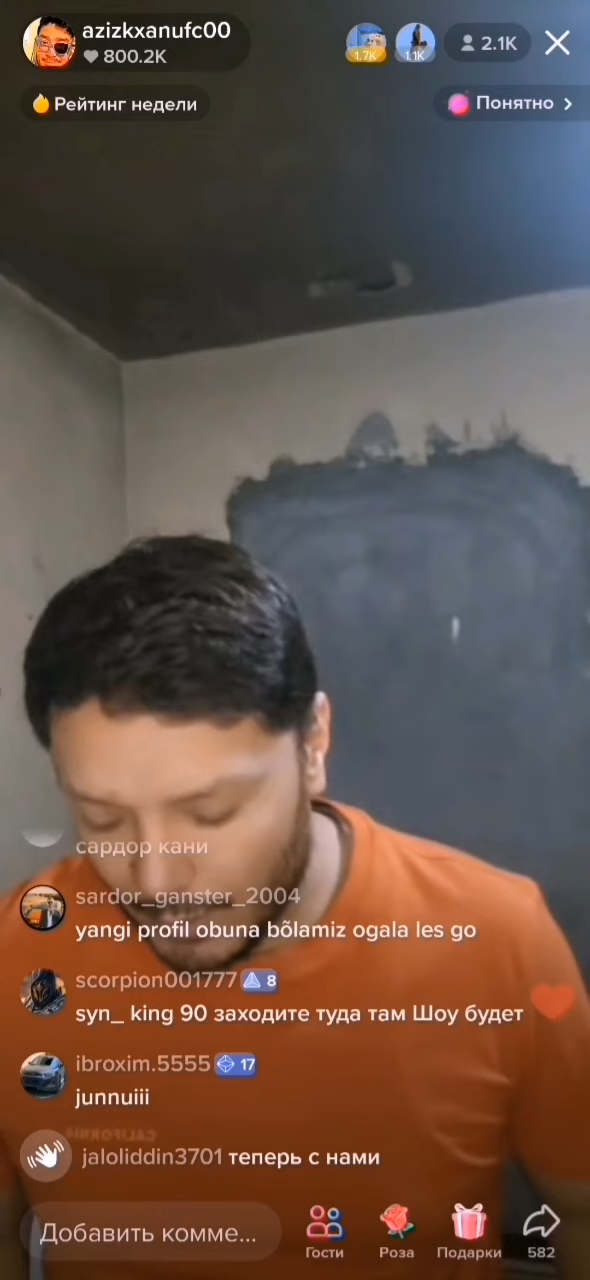 azizkxanufc00
800.2K
1.7K
1.1K
2.1K
Рейтинг недели
Понятно
сардор кани
sardor_ganster_2004
yangi profil obuna bõlamiz ogala les go
scorpion001777 8
syn_ king 90 заходите туда там Шоу будет
ibroxim.5555 17
junnuiii
CALIFORNIA
jaloliddin3701 теперь с нами
Добавить комме...
Гости
Роза
Подарки
582